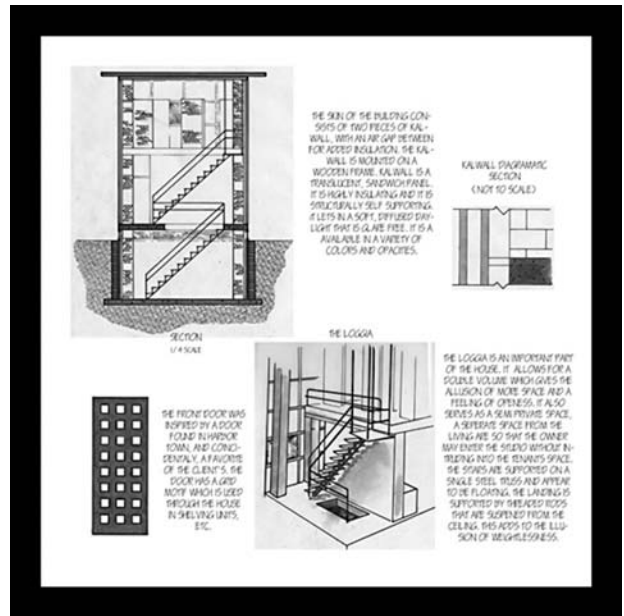 THE SKIN OF THE BUILDING CON-
SISTS OF TWO PIECES OF KAL-
WALL, WITH AN AIR GAP BETWEEN
FOR ADDED INSULATION. THE KAL-
WALL IS MOUNTED ON A
WOODEN FRAME. KALWALL IS A
TRANSLUCENT, SANDWICH PANEL.
IT IS HIGHLY INSULATING AND IT IS
STRUCTURALLY SELF SUPPORTING.
IT LETS IN A SOFT, DIFFUSED DAY-
LIGHT THAT IS GLARE FREE. IT IS A
AVAILABLE IN A VARIETY OF
COLORS AND OPACITIES.
KALWALL DIAGRAMATIC
SECTION
(NOT TO SCALE)
SECTION
1/4 SCALE
THE LOGGIA
THE FRONT DOOR WAS
INSPIRED BY A DOOR
FOUND IN HARBOR
TOWN, AND COINCI-
DENTALY, A FAVORITE
OF THE CLIENT'S. THE
DOOR HAS A GRID
MOTIF WHICH IS USED
THROUGH THE HOUSE
IN SHELVING UNITS,
ETC.
THE LOGGIA IS AN IMPORTANT PART
OF THE HOUSE. IT ALLOWS FOR A
DOUBLE VOLUME WHICH GIVES THE
ALLUSION OF MORE SPACE AND A
FEELING OF OPENESS. IT ALSO
SERVES AS A SEMI PRIVATE SPACE,
A SEPERATE SPACE FROM THE
LIVING ARE SO THAT THE OWNER
MAY ENTER THE STUDIO WITHOUT IN-
TRUDING INTO THE TENANTS SPACE.
THE STAIRS ARE SUPPORTED ON A
SINGLE STEEL TRUSS AND APPEAR
TO BE FLOATING. THE LANDING IS
SUPPORTED BY THREADED RODS
THAT ARE SUSPENED FROM THE
CEILING. THIS ADDS TO THE ILLU-
SION OF WEIGHTLESSNESS.